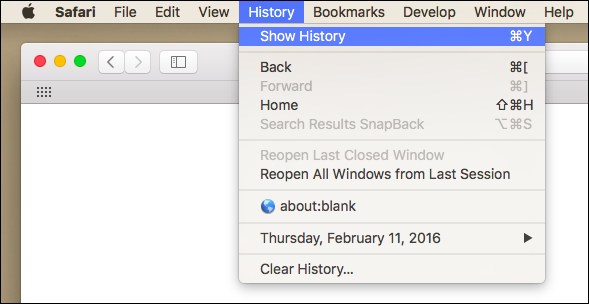 Safari File Edit View History Bookmarks Develop Window Help
Show History ⌘Y
Back ⌘[
Forward ⌘]
Home ⇧⌘H
Search Results SnapBack ⌥⌘S
Reopen Last Closed Window
Reopen All Windows from Last Session
about:blank
Thursday, February 11, 2016
Clear History...